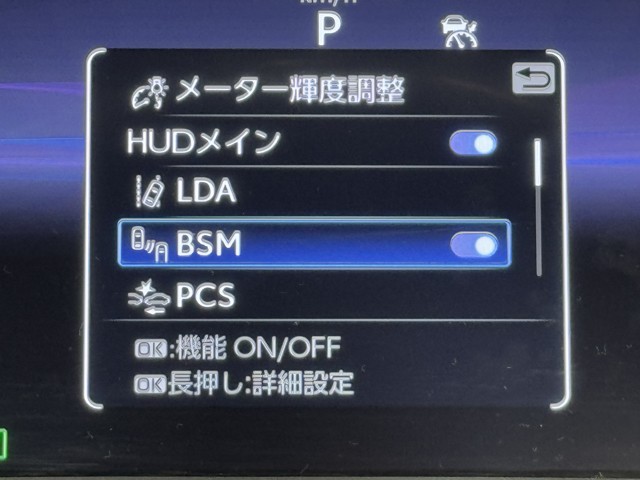 km/h
P
メーター輝度調整
HUDメイン
LDA
BSM
PCS
OK:機能 ON/OFF
OK長押し:詳細設定